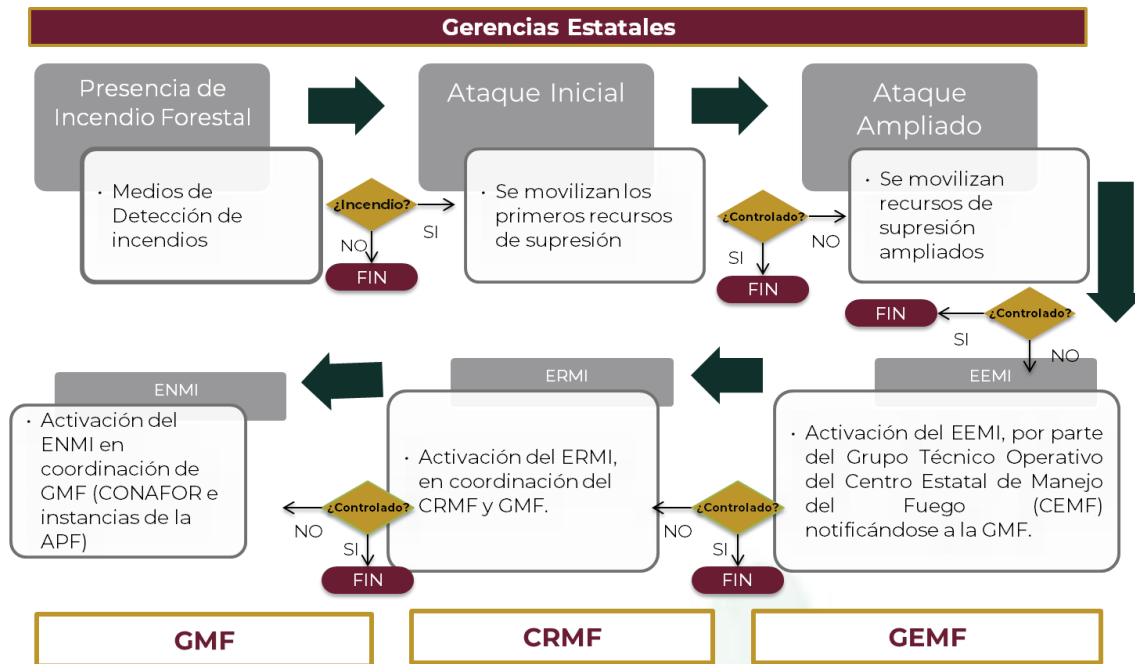 Gerencias Estatales
Presencia de
Incendio Forestal
· Medios de
Detección de
incendios
¿Incendio?
SI
NO
FIN
Ataque Inicial
· Se movilizan los
primeros recursos
de supresión
¿Controlado?
NO
SI
FIN
Ataque
Ampliado
· Se movilizan
recursos de
supresión
ampliados
¿Controlado?
FIN
SI
NO
EEMI
· Activación del EEMI, por parte
del Grupo Técnico Operativo
del Centro Estatal de Manejo
del Fuego (CEMF)
notificándose a la GMF.
¿Controlado?
NO
SI
FIN
ERMI
· Activación del ERMI,
en coordinación del
CRMF y GMF.
¿Controlado?
NO
SI
FIN
ENMI
· Activación del
ENMI en
coordinación de
GMF (CONAFOR e
instancias de la
APF)
GMF
CRMF
GEMF